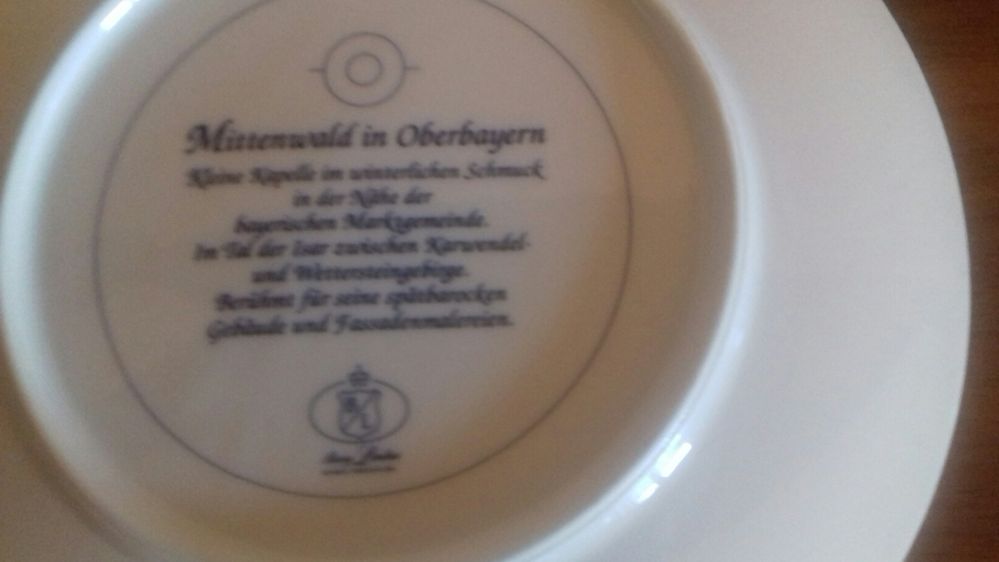 Mittenwald in Oberbayern
Kleine Kapelle im winterlichen Schmuck
in der Nähe der
bayerischen Marktgemeinde.
Im Tal der Isar zwischen Karwendel-
und Wettersteingebirge.
Berühmt für seine spätbarocken
Gebäude und Fassadenmalereien.